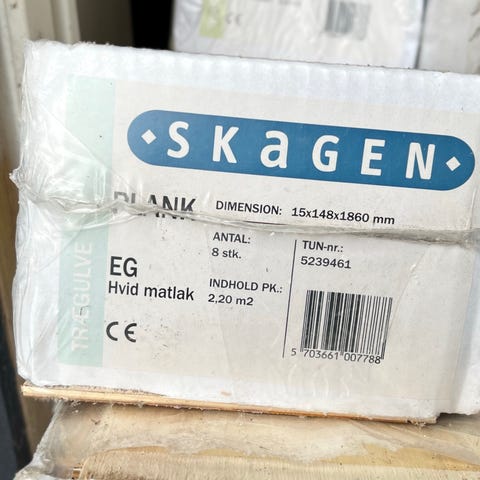 SKaGEN
TRÆGULVE
PLANK
DIMENSION: 15x148x1860 mm
ANTAL:
8 stk.
TUN-nr.:
5239461
EG
Hvid matlak
INDHOLD PK.:
2,20 m2
CE
5 703661 007788
CE